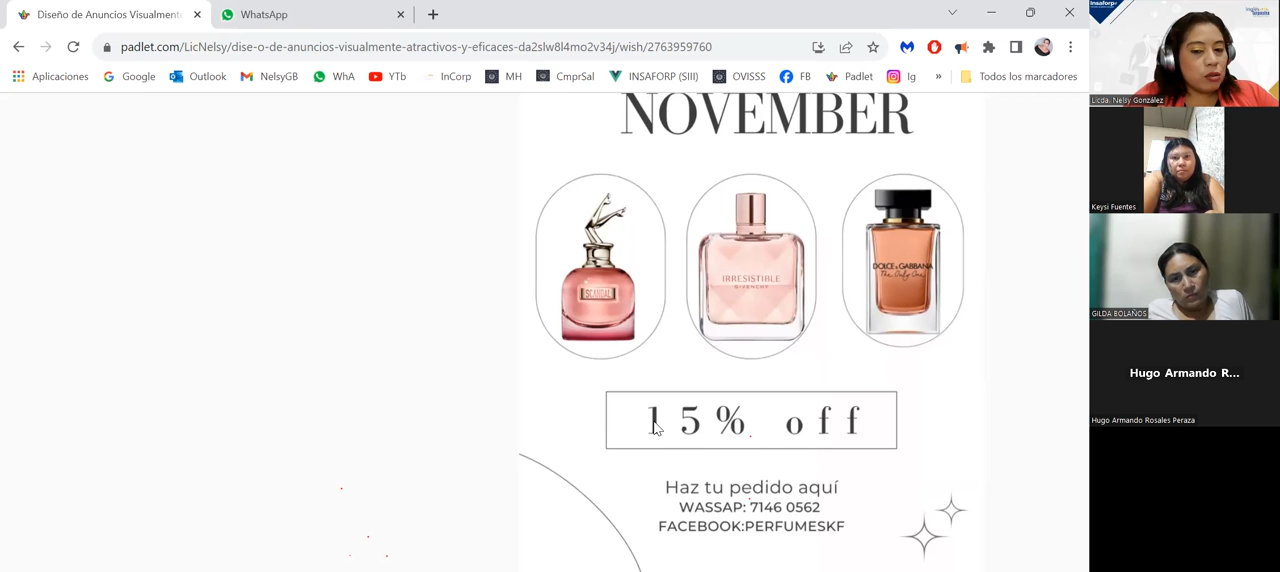 Diseño de Anuncios Visualmente
WhatsApp
padlet.com/LicNelsy/dise-o-de-anuncios-visualmente-atractivos-y-eficaces-da2slw8l4mo2v34j/wish/2763959760
Aplicaciones Google Outlook NelsyGB WhA YTb InCorp MH CmprSal INSAFORP (SIII) OVISSS FB Padlet Ig » Todos los marcadores
NOVEMBER
SCANDAL
IRRESISTIBLE
GIVENCHY
DOLCE & GABBANA
The Only One
15% off
Haz tu pedido aquí
WASSAP: 7146 0562
FACEBOOK:PERFUMESKF
Insaforp
Licda. Nelsy González
Keysi Fuentes
GILDA BOLAÑOS
Hugo Armando R...
Hugo Armando Rosales Peraza